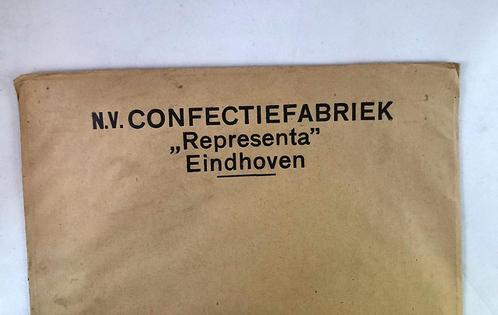 N.V. CONFECTIEFABRIEK
„Representa”
Eindhoven